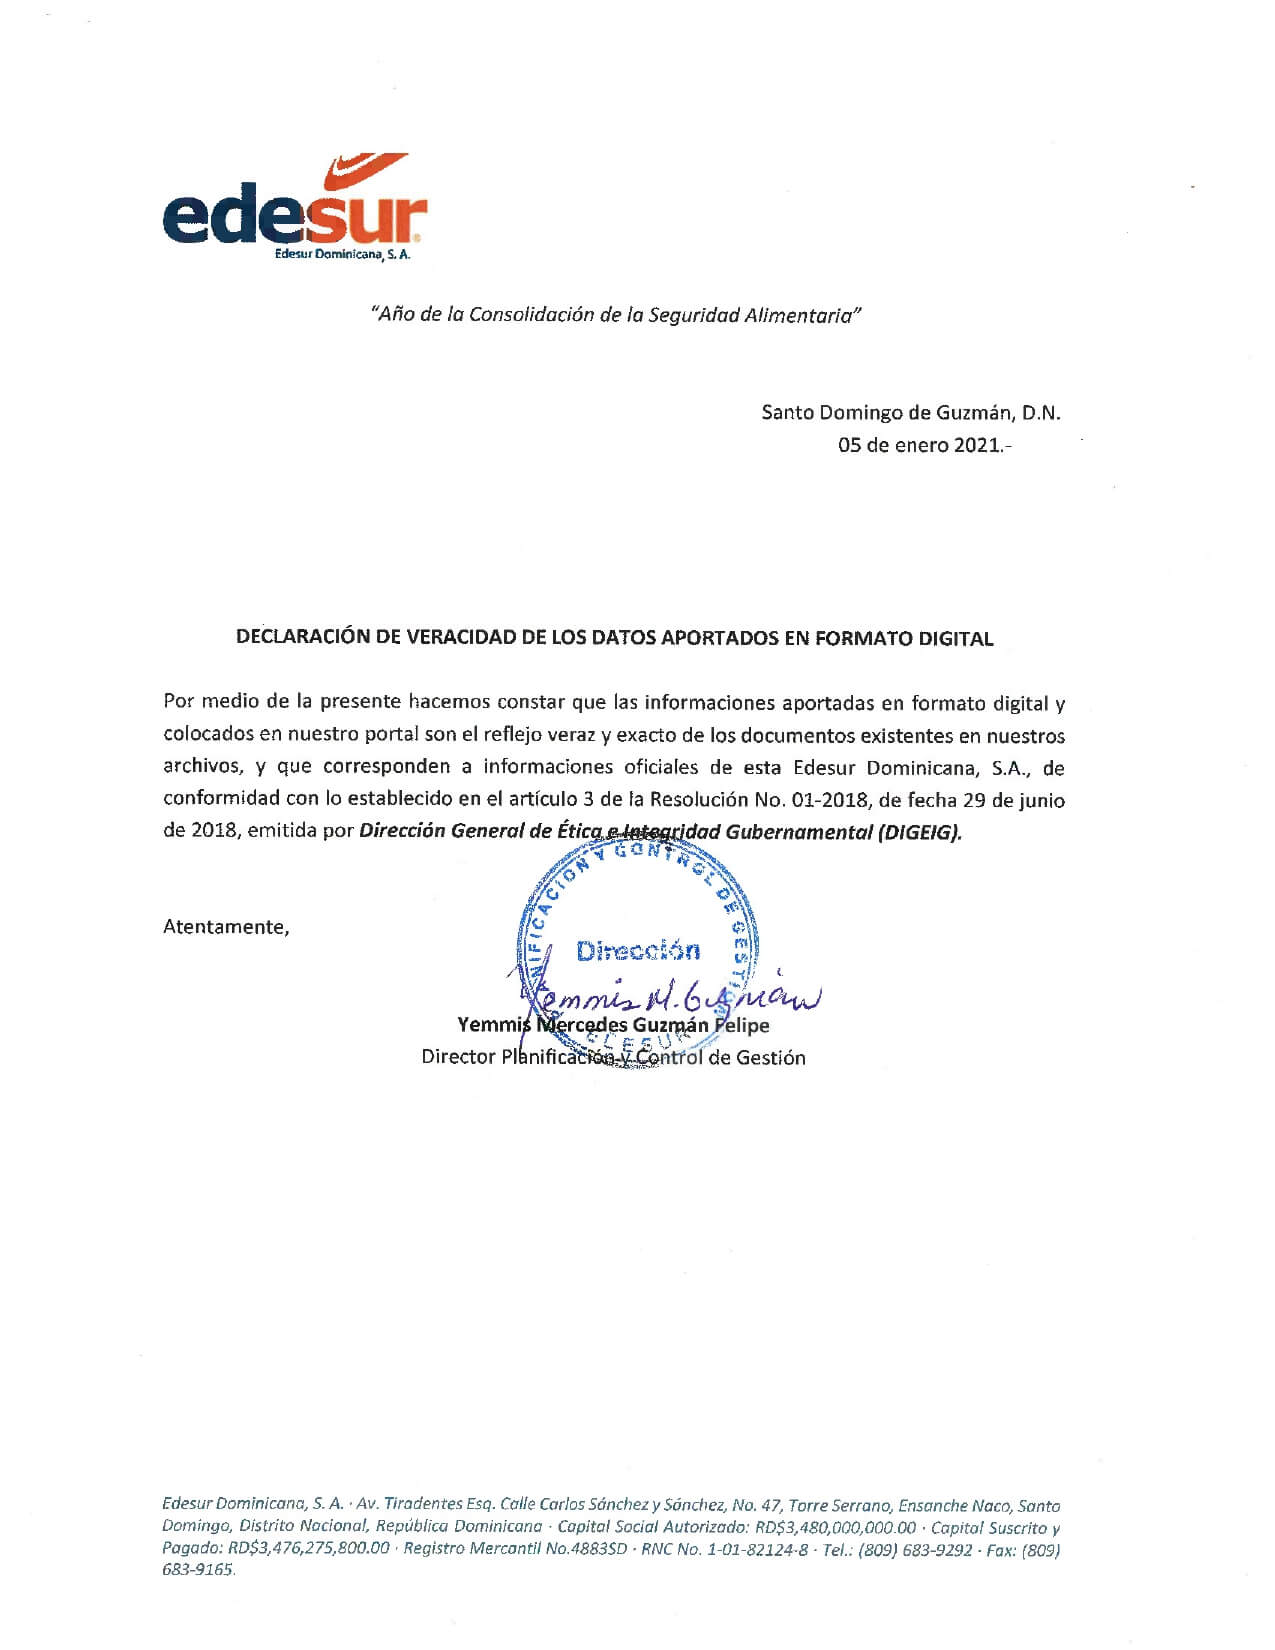 edesur
Edesur Dominicana, S. A.
"Año de la Consolidación de la Seguridad Alimentaria"
Santo Domingo de Guzmán, D.N.
05 de enero 2021.-
DECLARACIÓN DE VERACIDAD DE LOS DATOS APORTADOS EN FORMATO DIGITAL
Por medio de la presente hacemos constar que las informaciones aportadas en formato digital y
colocados en nuestro portal son el reflejo veraz y exacto de los documentos existentes en nuestros
archivos, y que corresponden a informaciones oficiales de esta Edesur Dominicana, S.A., de
conformidad con lo establecido en el artículo 3 de la Resolución No. 01-2018, de fecha 29 de junio
de 2018, emitida por Dirección General de Ética e Integridad Gubernamental (DIGEIG).
Y CONTROL DE
Dirección
Atentamente,
Yemmis M. Guzmán
Yemmis Mercedes Guzmán Felipe
Director Planificación y Control de Gestión
Edesur Dominicana, S. A. · Av. Tiradentes Esq. Calle Carlos Sánchez y Sánchez, No. 47, Torre Serrano, Ensanche Naco, Santo
Domingo, Distrito Nacional, República Dominicana · Capital Social Autorizado: RD$3,480,000,000.00 · Capital Suscrito y
Pagado: RD$3,476,275,800.00 · Registro Mercantil No.4883SD · RNC No. 1-01-82124-8 · Tel.: (809) 683-9292 · Fax: (809)
683-9165.